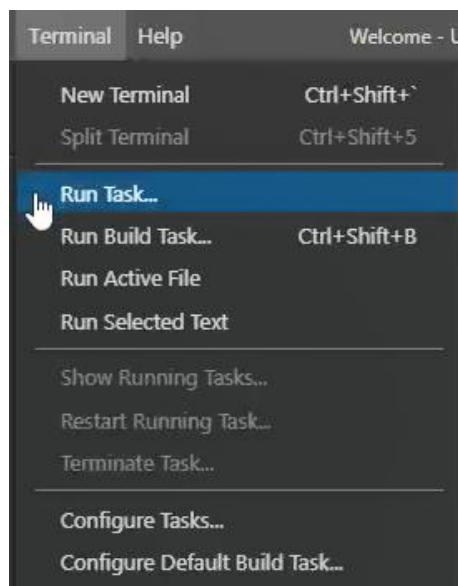 Terminal Help Welcome - U
New Terminal Ctrl+Shift+`
Split Terminal Ctrl+Shift+5
Run Task...
Run Build Task... Ctrl+Shift+B
Run Active File
Run Selected Text
Show Running Tasks...
Restart Running Task...
Terminate Task...
Configure Tasks...
Configure Default Build Task...